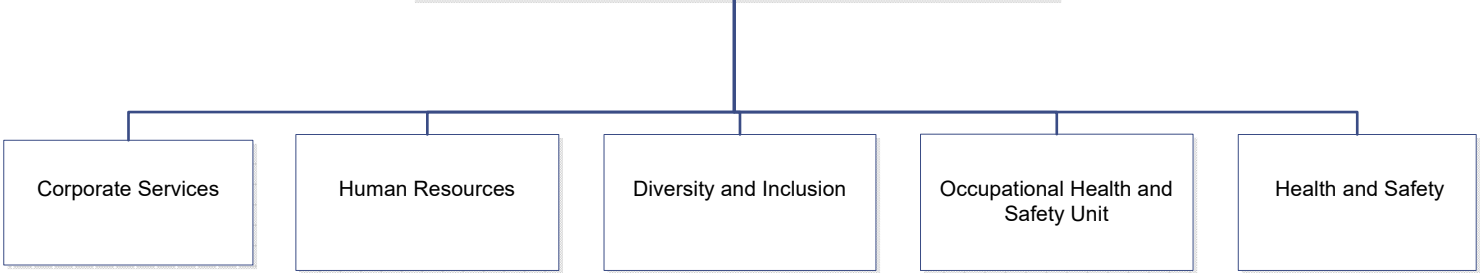 Corporate Services
Human Resources
Diversity and Inclusion
Occupational Health and
Safety Unit
Health and Safety